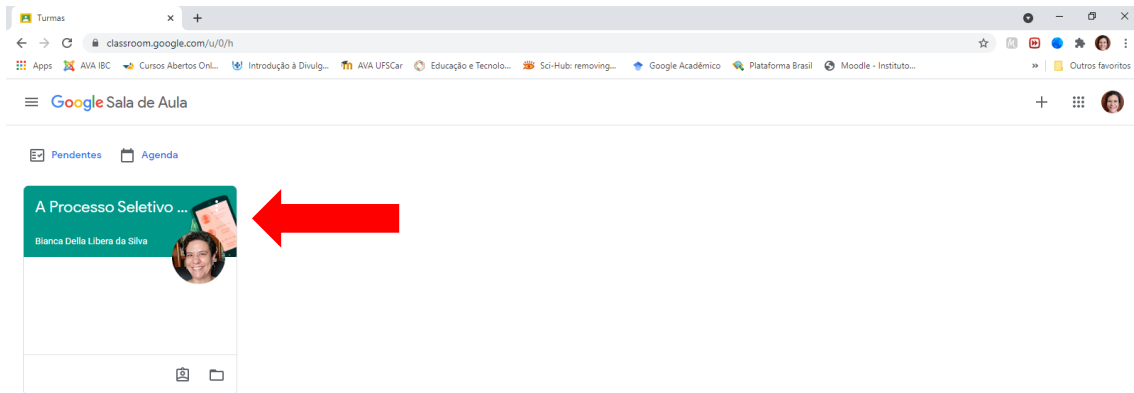 Turmas
classroom.google.com/u/0/h
Apps AVA IBC Cursos Abertos Onl... Introdução à Divulg... AVA UFSCar Educação e Tecnolo... Sci-Hub: removing... Google Acadêmico Plataforma Brasil Moodle - Instituto... » Outros favoritos
Google Sala de Aula
Pendentes Agenda
A Processo Seletivo ...
Bianca Della Libera da Silva